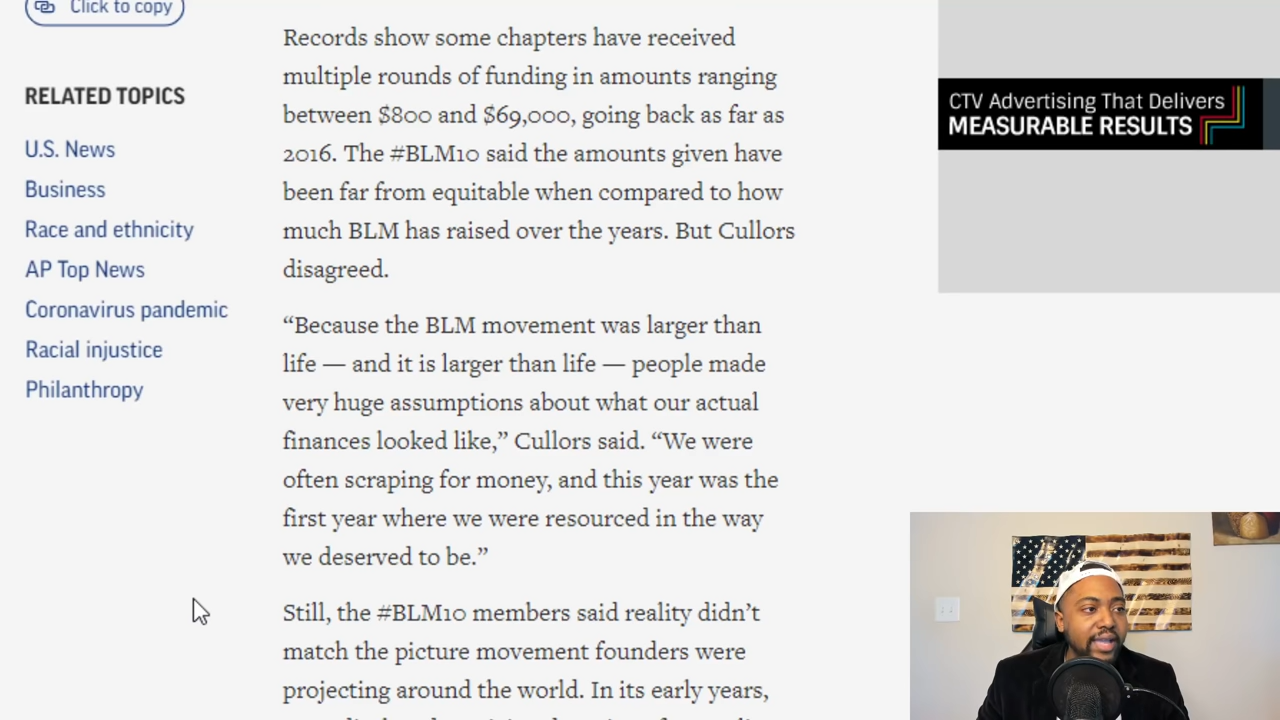 Click to copy
RELATED TOPICS
U.S. News
Business
Race and ethnicity
AP Top News
Coronavirus pandemic
Racial injustice
Philanthropy
Records show some chapters have received
multiple rounds of funding in amounts ranging
between $800 and $69,000, going back as far as
2016. The #BLM10 said the amounts given have
been far from equitable when compared to how
much BLM has raised over the years. But Cullors
disagreed.
“Because the BLM movement was larger than
life — and it is larger than life — people made
very huge assumptions about what our actual
finances looked like,” Cullors said. “We were
often scraping for money, and this year was the
first year where we were resourced in the way
we deserved to be.”
Still, the #BLM10 members said reality didn’t
match the picture movement founders were
projecting around the world. In its early years,
CTV Advertising That Delivers
MEASURABLE RESULTS